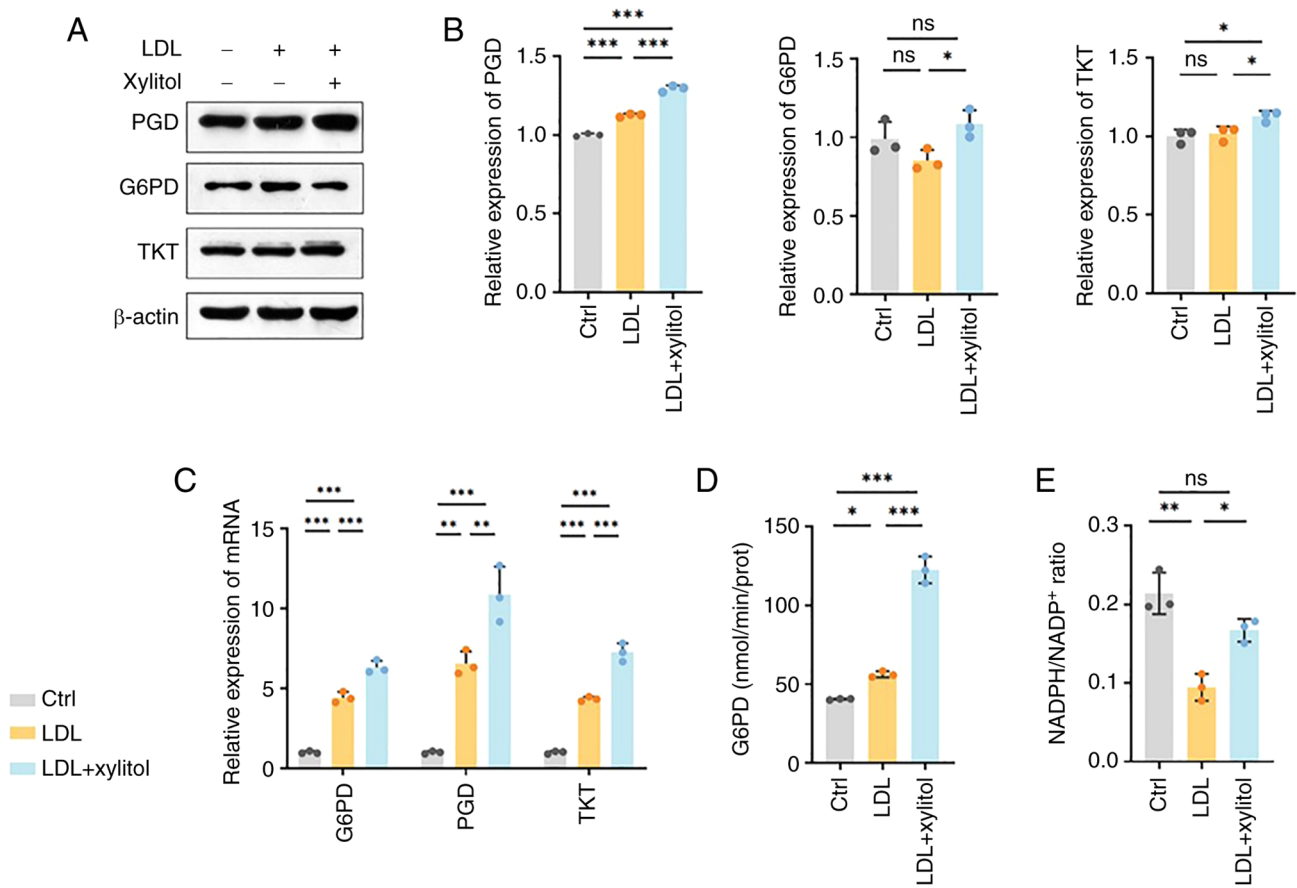 A
LDL − + +
Xylitol − − +
PGD
G6PD
TKT
β-actin
B
Relative expression of PGD
1.5
1.0
0.5
0.0
***
***
***
Ctrl
LDL
LDL+xylitol
Relative expression of G6PD
1.5
1.0
0.5
0.0
ns
ns
*
Ctrl
LDL
LDL+xylitol
Relative expression of TKT
1.5
1.0
0.5
0.0
*
ns
*
Ctrl
LDL
LDL+xylitol
C
Relative expression of mRNA
15
10
5
0
***
***
***
***
**
**
***
***
***
G6PD
PGD
TKT
Ctrl
LDL
LDL+xylitol
D
G6PD (nmol/min/prot)
150
100
50
0
***
*
***
Ctrl
LDL
LDL+xylitol
E
NADPH/NADP⁺ ratio
0.3
0.2
0.1
0.0
ns
**
*
Ctrl
LDL
LDL+xylitol